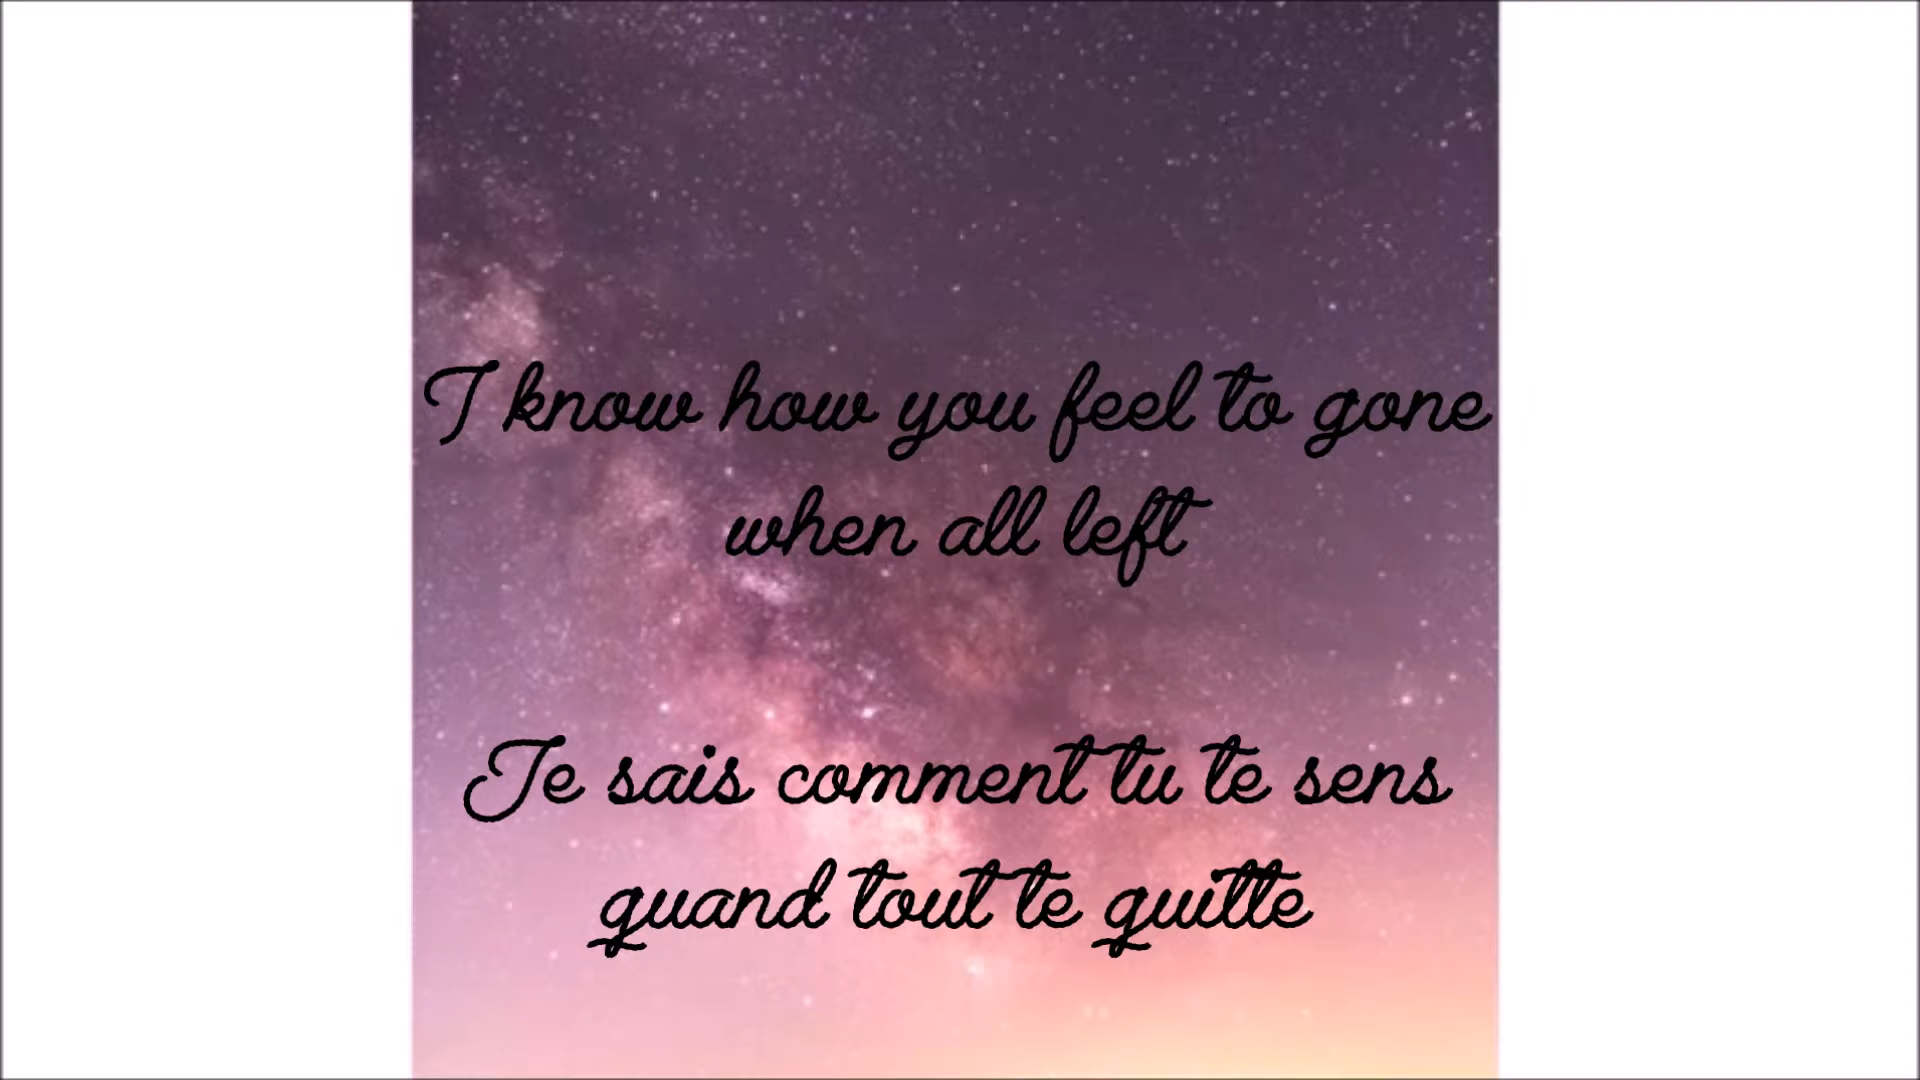 I know how you feel to gone
when all left
Je sais comment tu te sens
quand tout te quitte